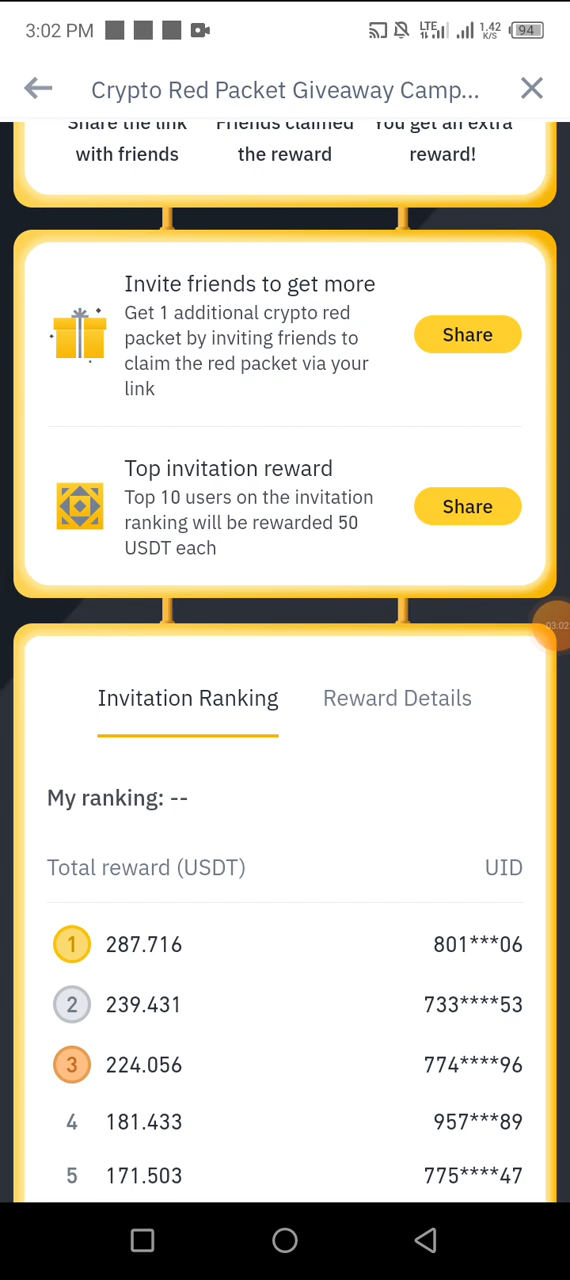 3:02 PM LTE 1.42 K/S 94
Crypto Red Packet Giveaway Camp...
Share the link Friends claimed You get an extra
with friends the reward reward!
Invite friends to get more
Get 1 additional crypto red
packet by inviting friends to
claim the red packet via your
link
Share
Top invitation reward
Top 10 users on the invitation
ranking will be rewarded 50
USDT each
Share
03:02
Invitation Ranking Reward Details
My ranking: --
Total reward (USDT) UID
1 287.716 801***06
2 239.431 733****53
3 224.056 774****96
4 181.433 957***89
5 171.503 775****47